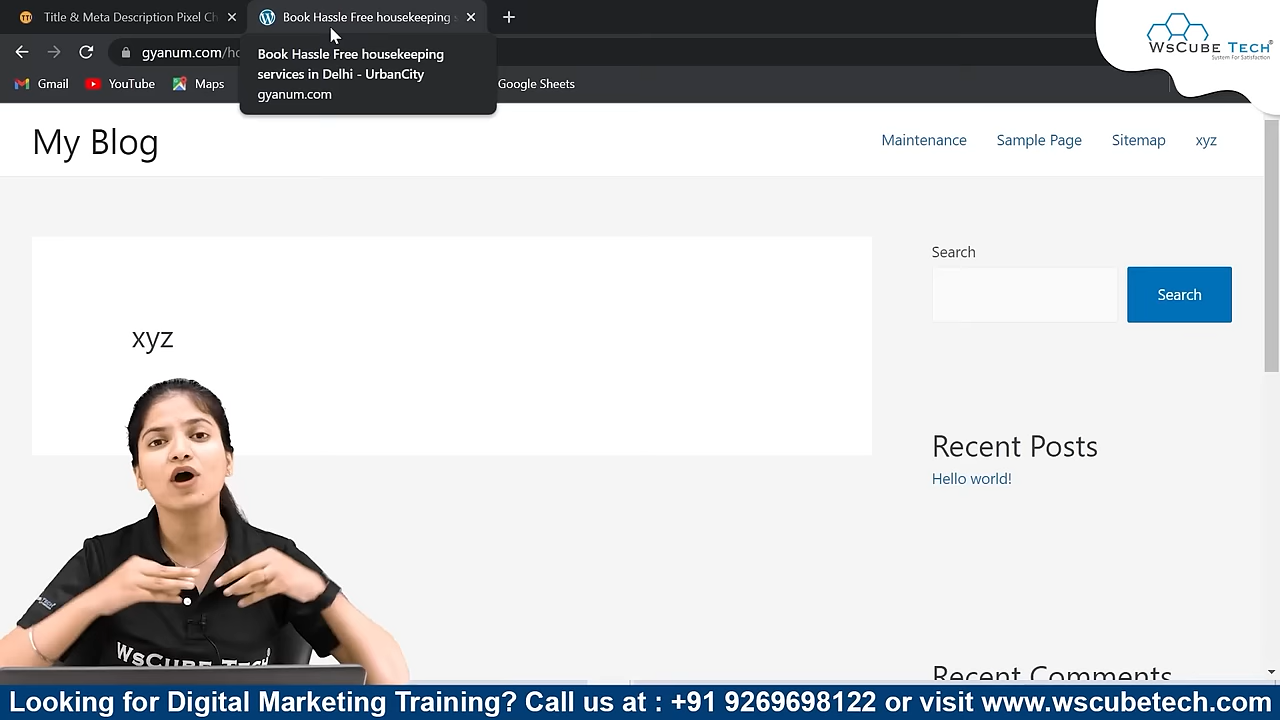 Title & Meta Description Pixel Ch
Book Hassle Free housekeeping s
gyanum.com/ho
Book Hassle Free housekeeping
services in Delhi - UrbanCity
gyanum.com
Gmail
YouTube
Maps
Google Sheets
WsCube Tech®
System For Satisfaction
My Blog
Maintenance
Sample Page
Sitemap
xyz
Search
Search
xyz
Recent Posts
Hello world!
Recent Comments
WsCube Tech
Looking for Digital Marketing Training? Call us at : +91 9269698122 or visit www.wscubetech.com